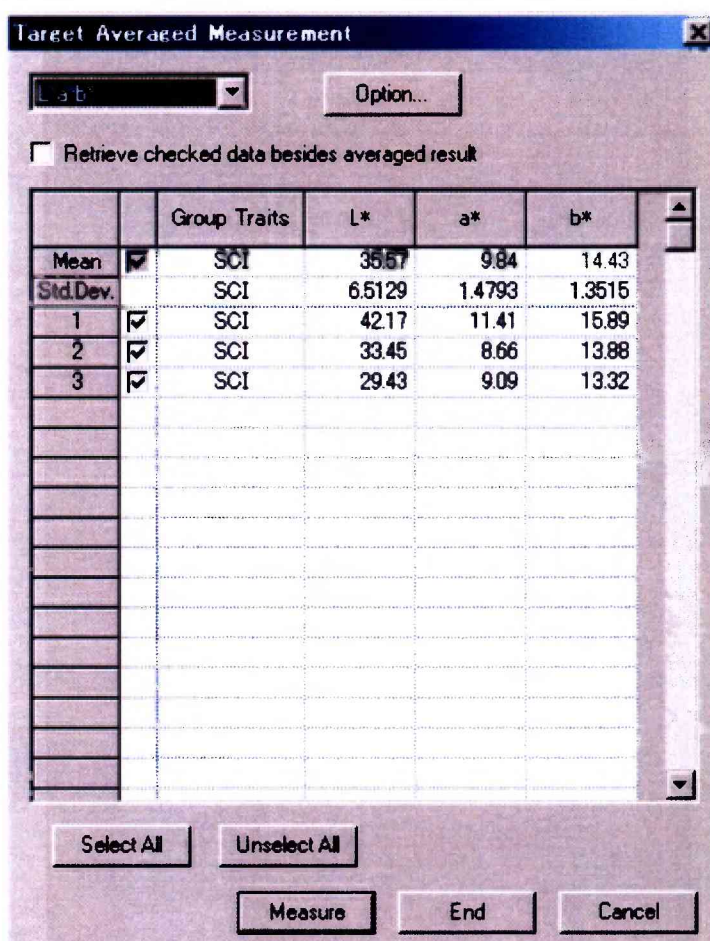 Target Averaged Measurement
L*a*b*
Option...
Retrieve checked data besides averaged result
Group Traits L* a* b*
Mean SCI 35.57 9.84 14.43
Std.Dev. SCI 6.5129 1.4793 1.3515
1 SCI 42.17 11.41 15.89
2 SCI 33.45 8.66 13.88
3 SCI 29.43 9.09 13.32
Select All Unselect All
Measure End Cancel